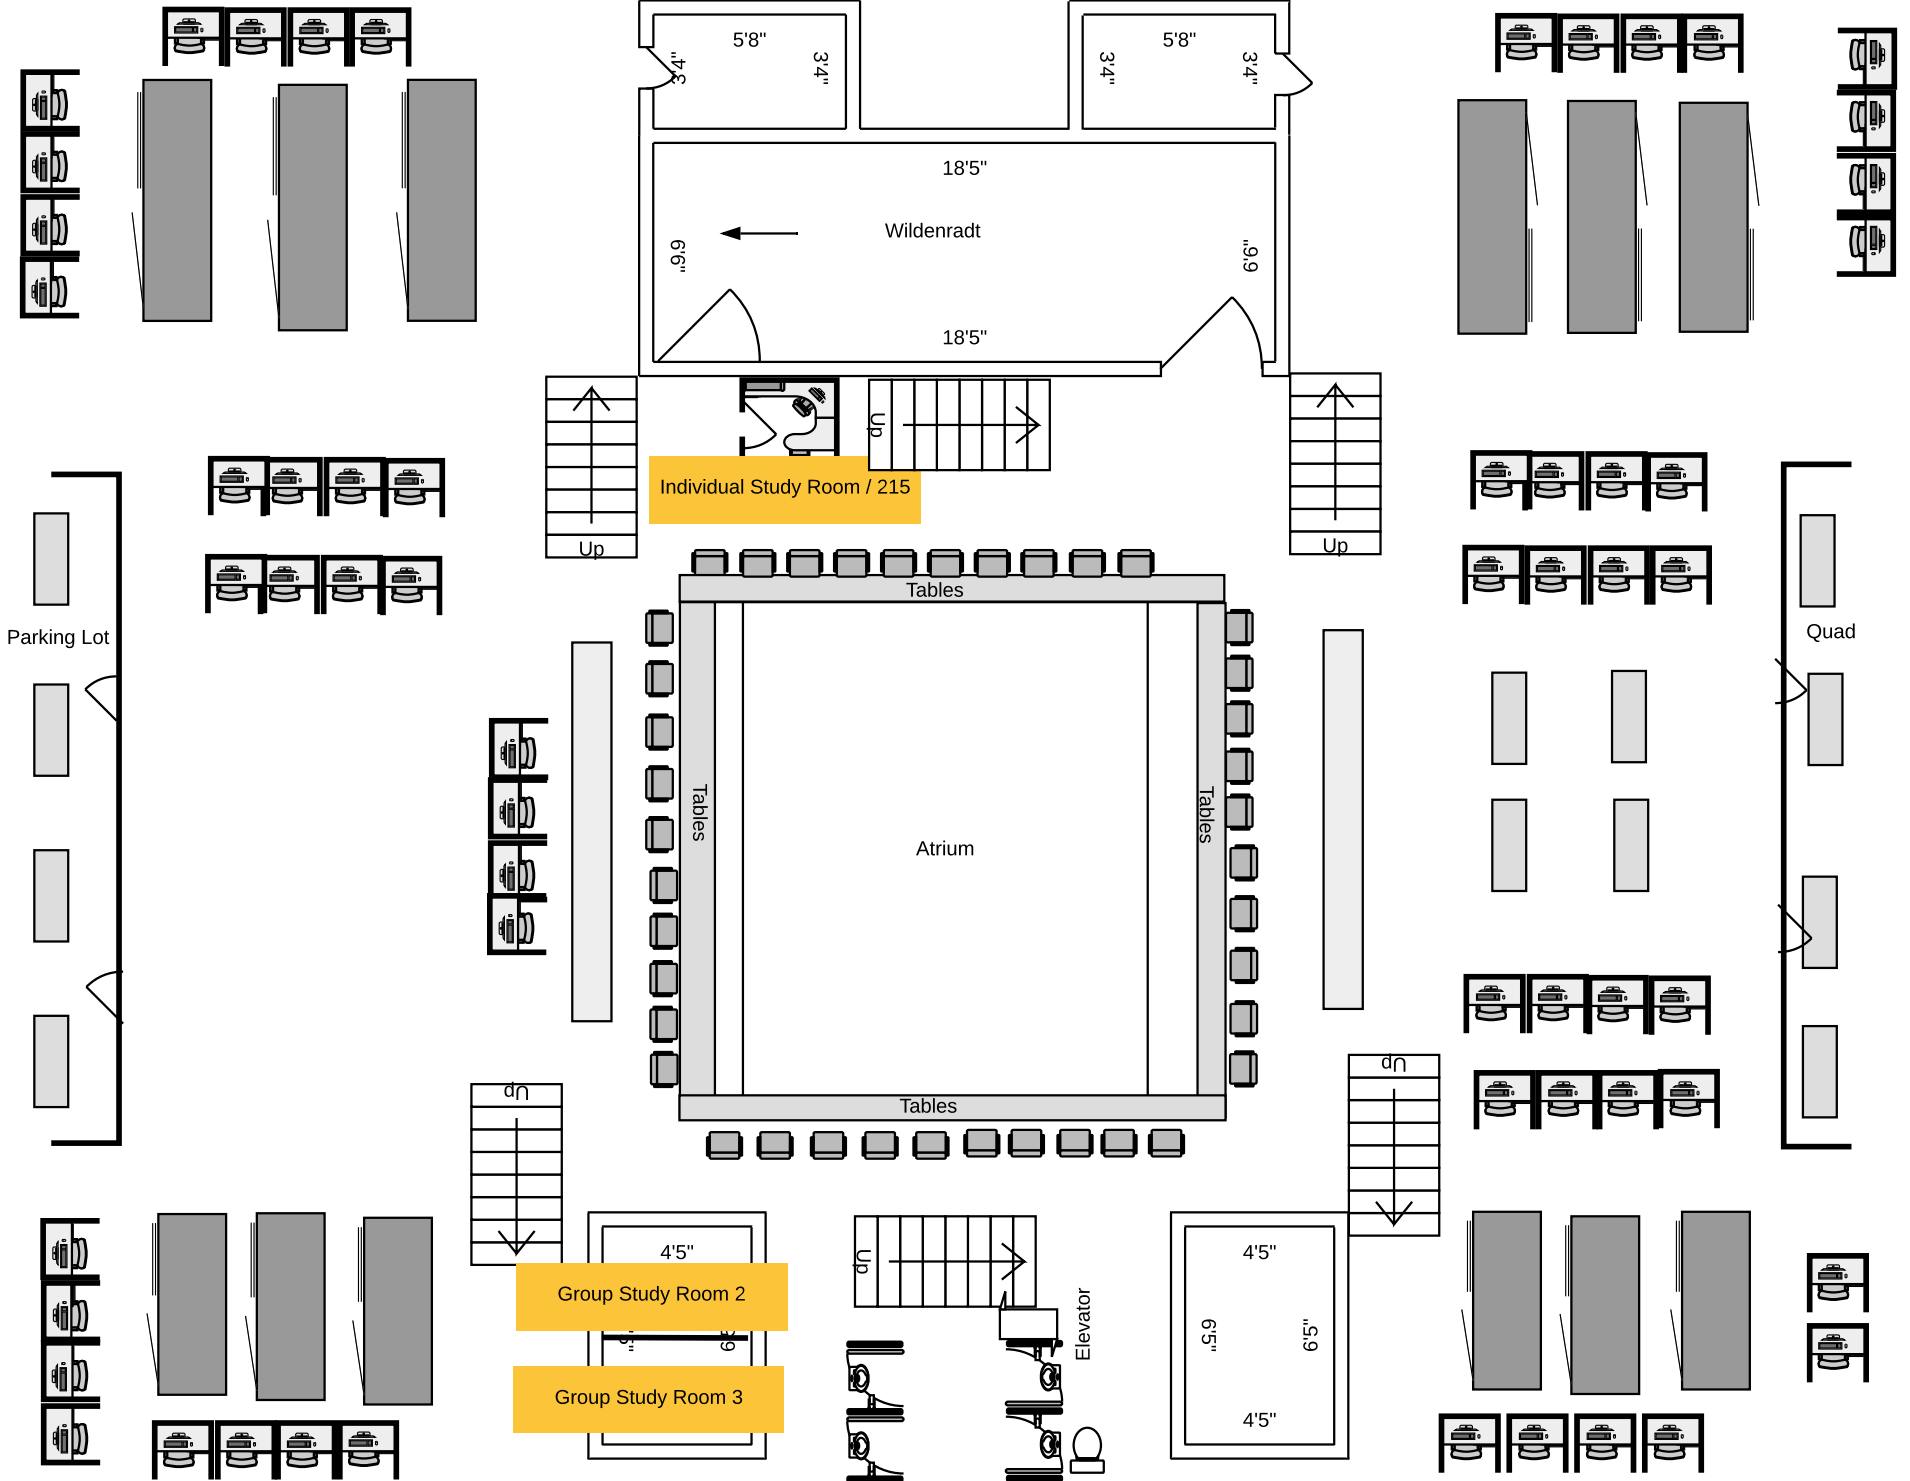 5'8"
5'8"
3'4"
3'4"
3'4"
3'4"
18'5"
Wildenradt
6'6"
6'9"
18'5"
Up
Individual Study Room / 215
Up
Up
Tables
Parking Lot
Quad
Tables
Tables
Atrium
Up
Up
Tables
4'5"
4'5"
Up
Group Study Room 2
Elevator
6'5"
6'5"
Group Study Room 3
4'5"